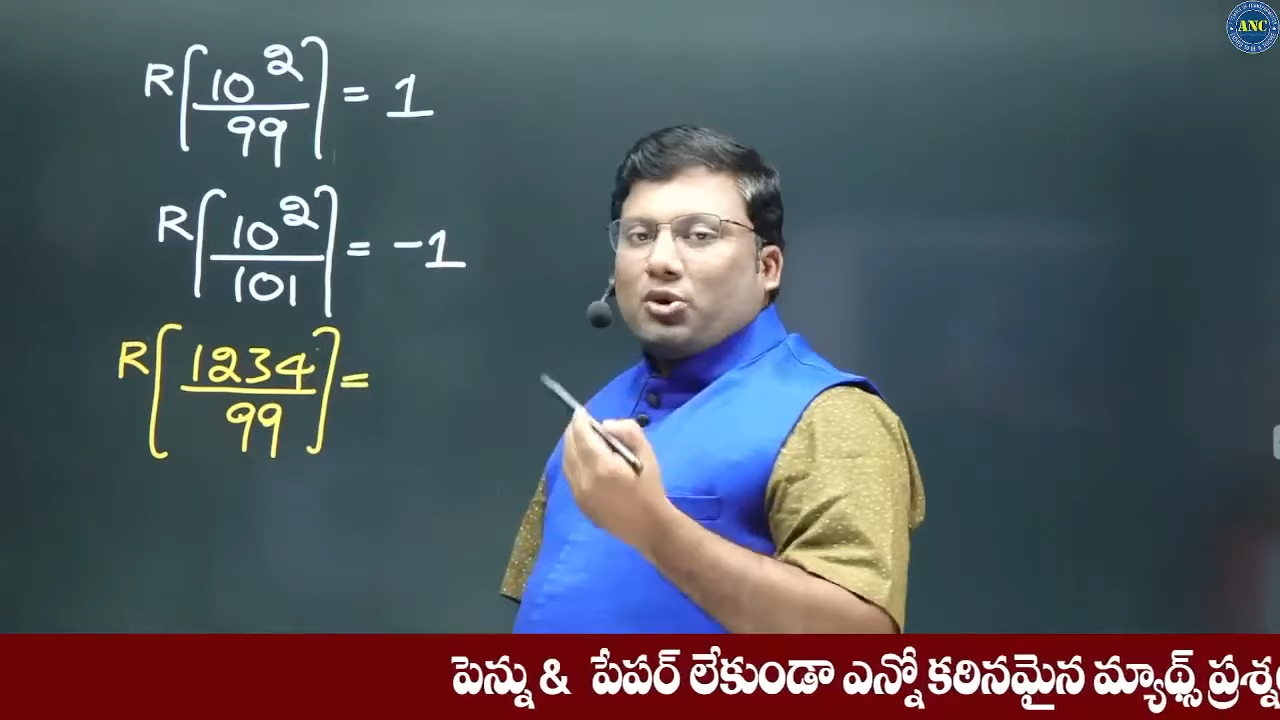 R[10²/99] = 1
R[10²/101] = -1
R[1234/99] =
ANC
పెన్ను & పేపర్ లేకుండా ఎన్నో కఠినమైన మ్యాథ్స్